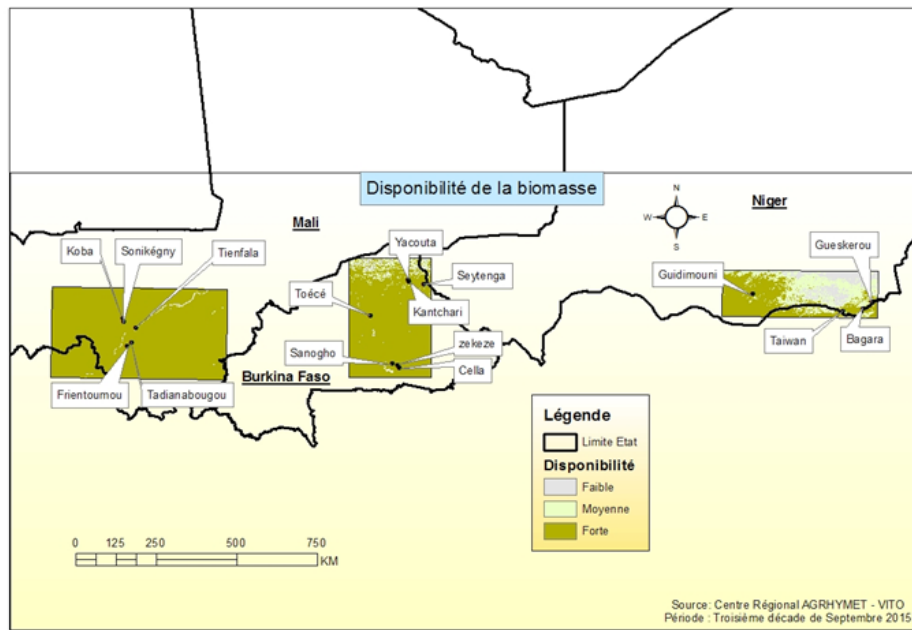 Disponibilité de la biomasse
Mali
Niger
N
W E
S
Koba
Sonikégny
Tienfala
Yacouta
Seytenga
Kantchari
Toécé
Sanogho
zekeze
Cella
Burkina Faso
Frientoumou
Tadianabougou
Gueskerou
Guidimouni
Taiwan
Bagara
Légende
Limite Etat
Disponibilité
Faible
Moyenne
Forte
0 125 250 500 750
KM
Source: Centre Régional AGRHYMET - VITO
Période : Troisième décade de Septembre 2015